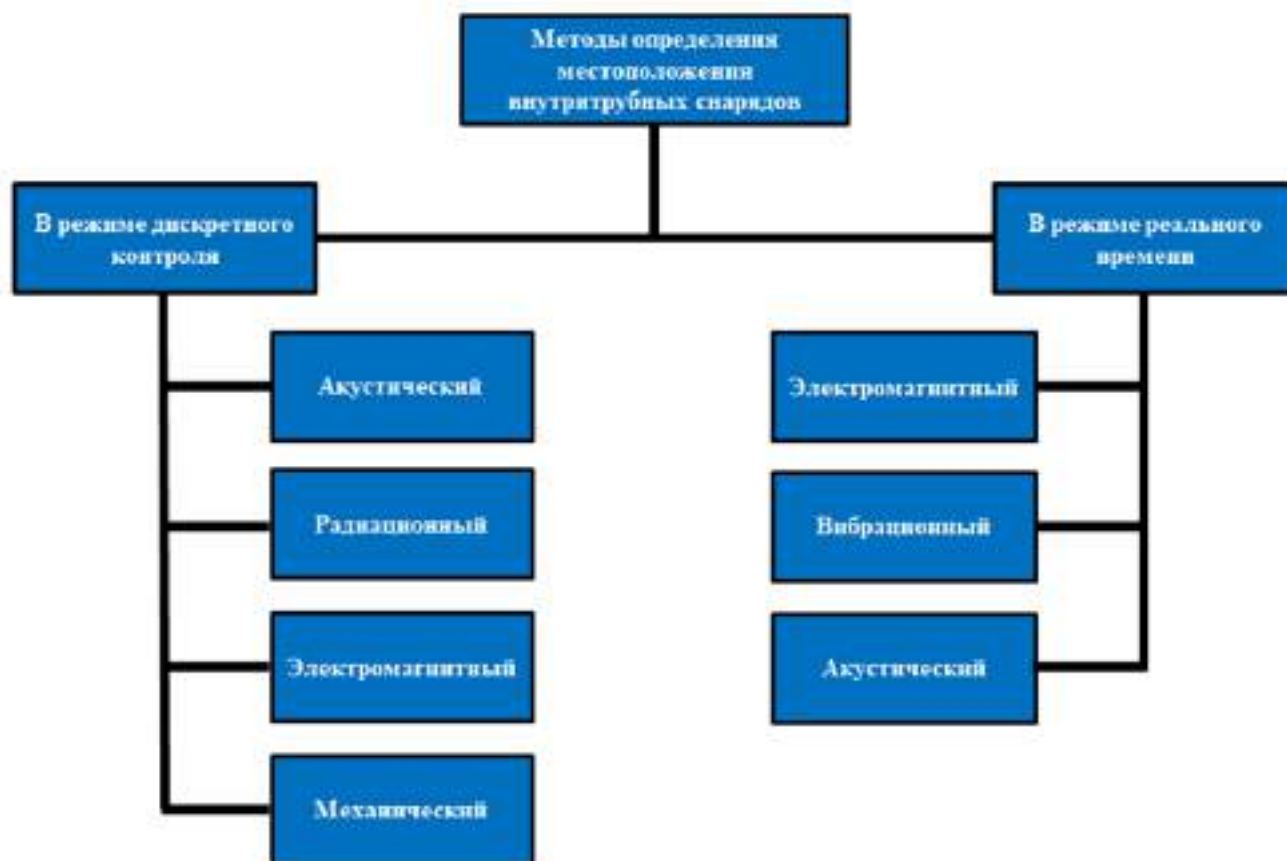 Методы определения
местоположения
внутритрубных снарядов
В режиме дискретного
контроля
В режиме реального
времени
Акустический
Радиационный
Электромагнитный
Механический
Электромагнитный
Вибрационный
Акустический